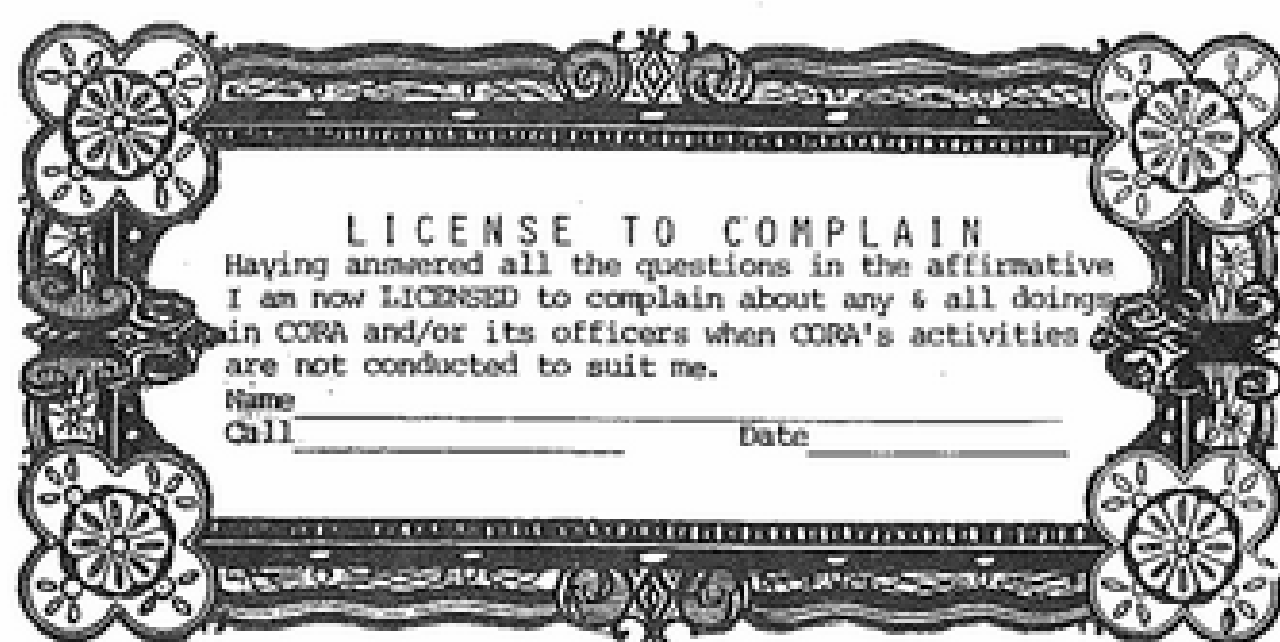 LICENSE TO COMPLAIN
Having answered all the questions in the affirmative
I am now LICENSED to complain about any & all doings
in CORA and/or its officers when CORA's activities
are not conducted to suit me.
Name
Call Date